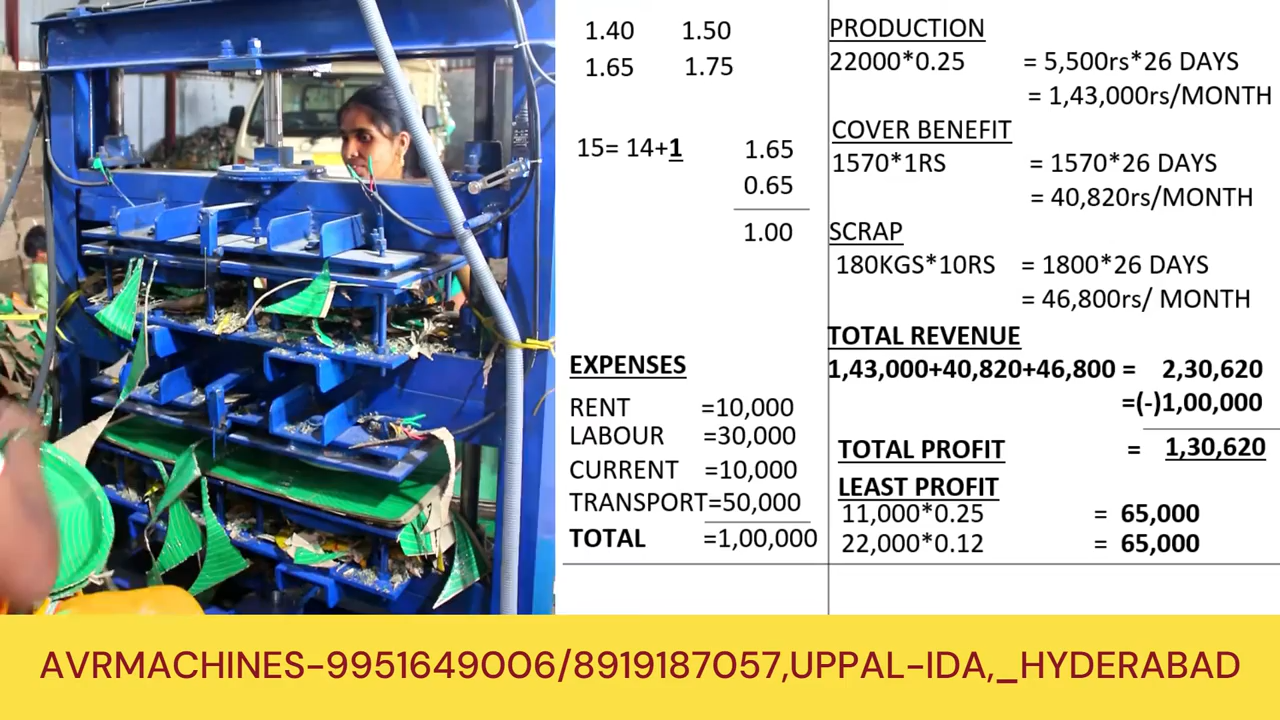 1.40 1.50
1.65 1.75
15= 14+1 1.65
0.65
1.00
EXPENSES
RENT =10,000
LABOUR =30,000
CURRENT =10,000
TRANSPORT=50,000
TOTAL =1,00,000
PRODUCTION
22000*0.25 = 5,500rs*26 DAYS
= 1,43,000rs/MONTH
COVER BENEFIT
1570*1RS = 1570*26 DAYS
= 40,820rs/MONTH
SCRAP
180KGS*10RS = 1800*26 DAYS
= 46,800rs/ MONTH
TOTAL REVENUE
1,43,000+40,820+46,800 = 2,30,620
=(-)1,00,000
TOTAL PROFIT = 1,30,620
LEAST PROFIT
11,000*0.25 = 65,000
22,000*0.12 = 65,000
AVRMACHINES-9951649006/8919187057,UPPAL-IDA,_HYDERABAD